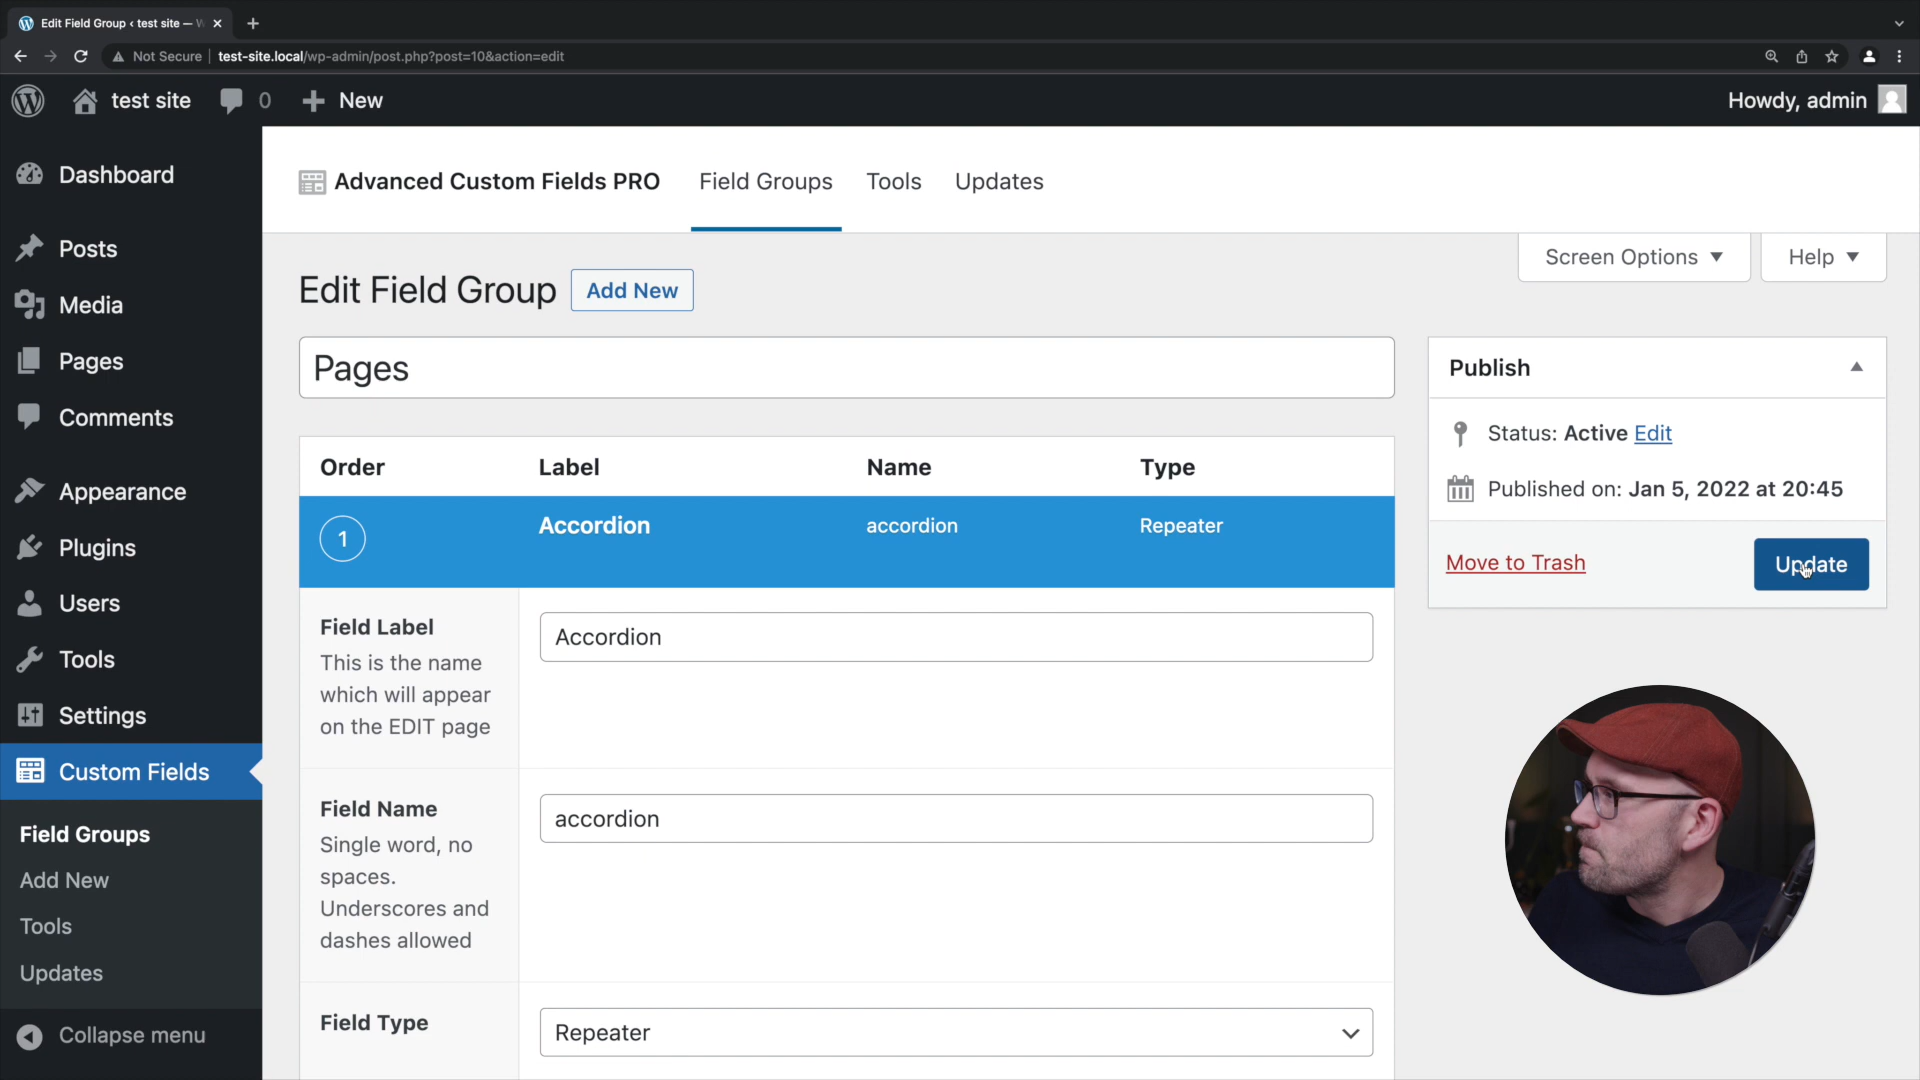 Edit Field Group ‹ test site —
Not Secure
test-site.local/wp-admin/post.php?post=10&action=edit
test site
0
New
Howdy, admin
Dashboard
Posts
Media
Pages
Comments
Appearance
Plugins
Users
Tools
Settings
Custom Fields
Field Groups
Add New
Tools
Updates
Collapse menu
Advanced Custom Fields PRO
Field Groups
Tools
Updates
Screen Options
Help
Edit Field Group
Add New
Pages
Order
Label
Name
Type
1
Accordion
accordion
Repeater
Field Label
This is the name
which will appear
on the EDIT page
Accordion
Field Name
Single word, no
spaces.
Underscores and
dashes allowed
accordion
Field Type
Repeater
Publish
Status: Active Edit
Published on: Jan 5, 2022 at 20:45
Move to Trash
Update